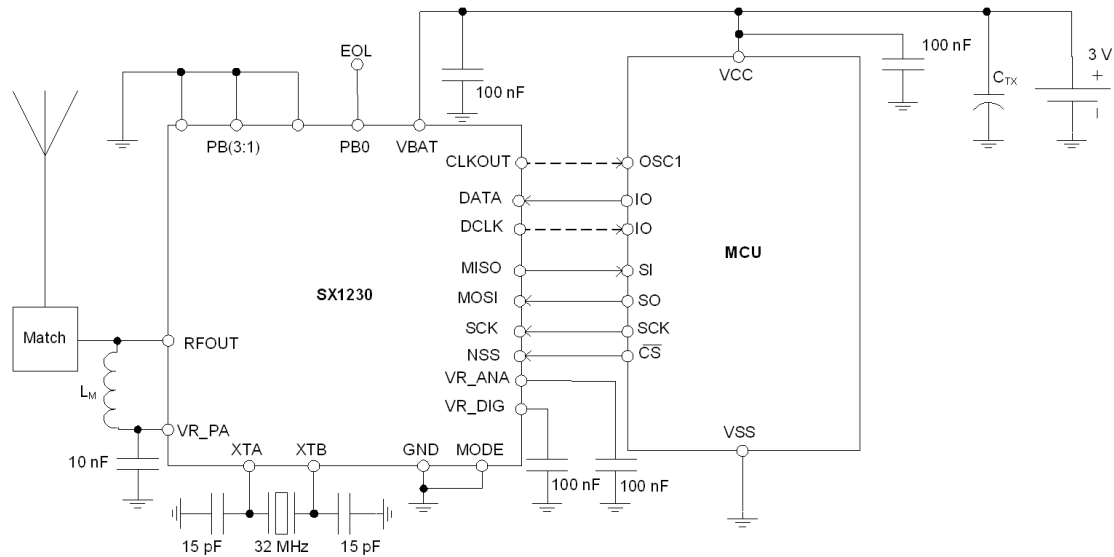 EOL
100 nF
100 nF
VCC
C_TX
3 V
+
PB(3:1)
PB0
VBAT
CLKOUT
OSC1
DATA
IO
DCLK
IO
MCU
MISO
SI
SX1230
MOSI
SO
SCK
SCK
NSS
CS
Match
RFOUT
VR_ANA
L_M
VR_DIG
VR_PA
VSS
XTA
XTB
GND
MODE
10 nF
100 nF
100 nF
15 pF
32 MHz
15 pF